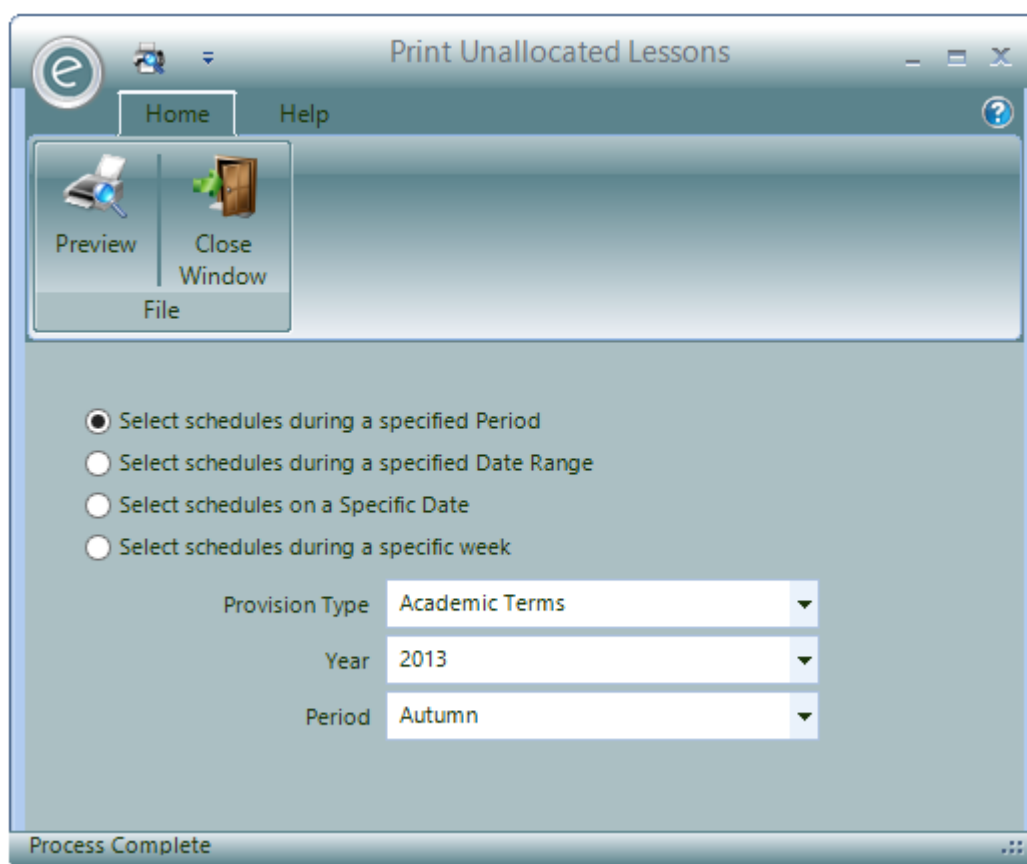 e
Print Unallocated Lessons
Home Help
?
Preview Close
Window
File
Select schedules during a specified Period
Select schedules during a specified Date Range
Select schedules on a Specific Date
Select schedules during a specific week
Provision Type Academic Terms
Year 2013
Period Autumn
Process Complete